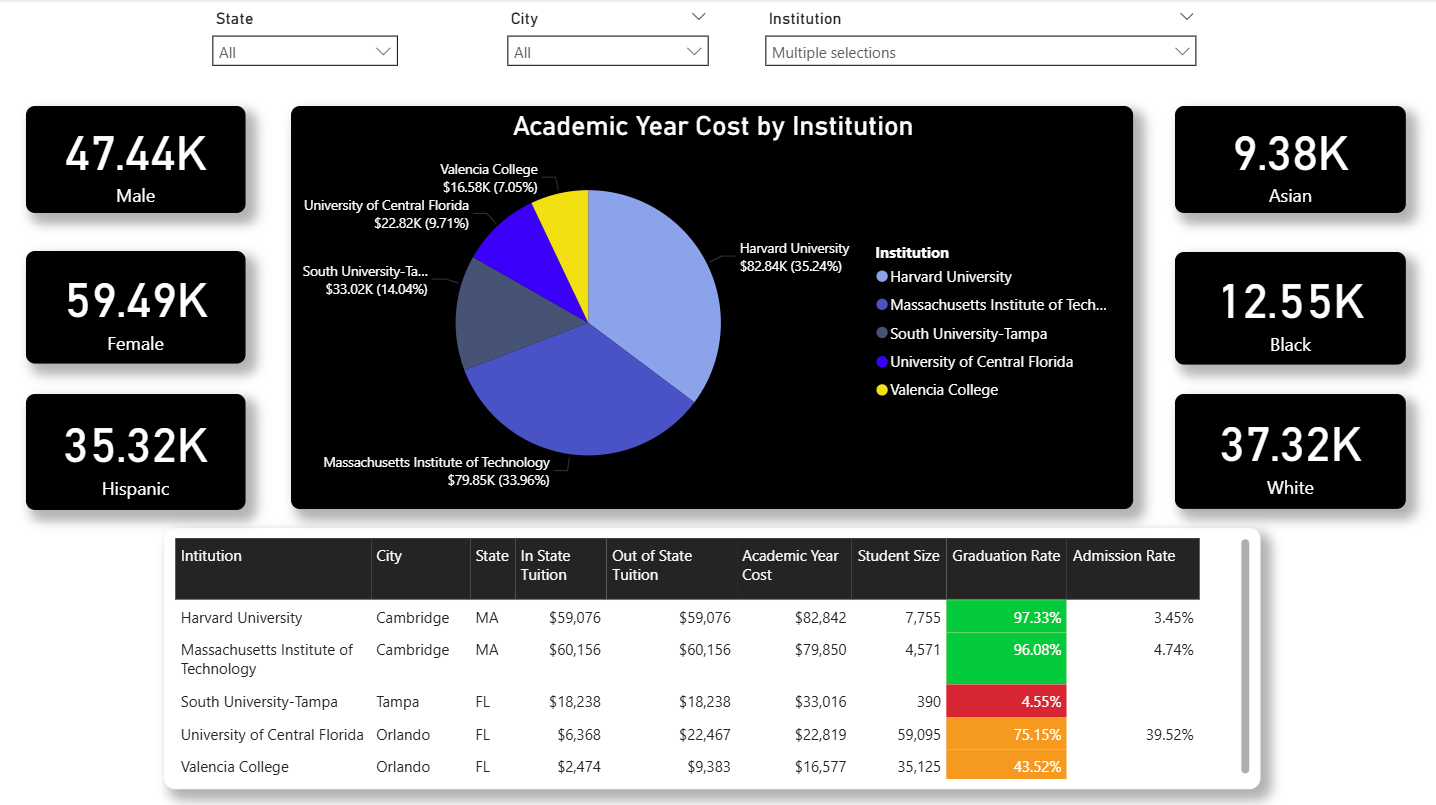 State
City
Institution
All
All
Multiple selections
47.44K
Male
59.49K
Female
35.32K
Hispanic
Academic Year Cost by Institution
Valencia College
$16.58K (7.05%)
University of Central Florida
$22.82K (9.71%)
South University-Ta...
$33.02K (14.04%)
Massachusetts Institute of Technology
$79.85K (33.96%)
Harvard University
$82.84K (35.24%)
Institution
Harvard University
Massachusetts Institute of Tech...
South University-Tampa
University of Central Florida
Valencia College
9.38K
Asian
12.55K
Black
37.32K
White
Intitution City State In State Tuition Out of State Tuition Academic Year Cost Student Size Graduation Rate Admission Rate
Harvard University Cambridge MA $59,076 $59,076 $82,842 7,755 97.33% 3.45%
Massachusetts Institute of Technology Cambridge MA $60,156 $60,156 $79,850 4,571 96.08% 4.74%
South University-Tampa Tampa FL $18,238 $18,238 $33,016 390 4.55%
University of Central Florida Orlando FL $6,368 $22,467 $22,819 59,095 75.15% 39.52%
Valencia College Orlando FL $2,474 $9,383 $16,577 35,125 43.52%